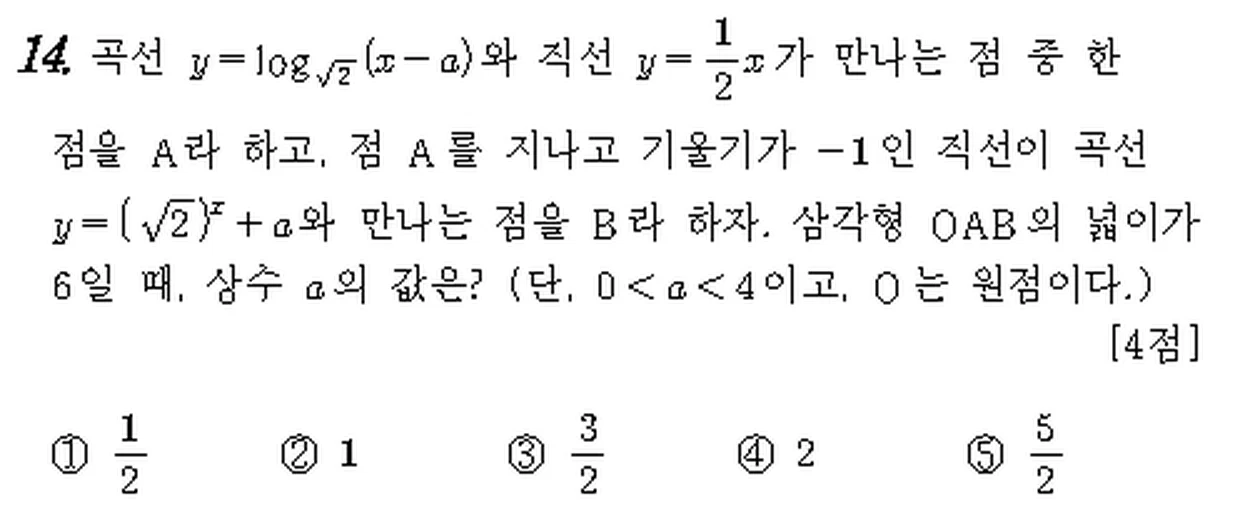 14. 곡선 y=log_{√2}(x-a)와 직선 y=\frac{1}{2}x가 만나는 점 중 한
점을 A라 하고, 점 A를 지나고 기울기가 -1인 직선이 곡선
y=(√2)^x+a와 만나는 점을 B라 하자. 삼각형 OAB의 넓이가
6일 때, 상수 a의 값은? (단, 0<a<4이고, O는 원점이다.)
[4점]
① \frac{1}{2} ② 1 ③ \frac{3}{2} ④ 2 ⑤ \frac{5}{2}